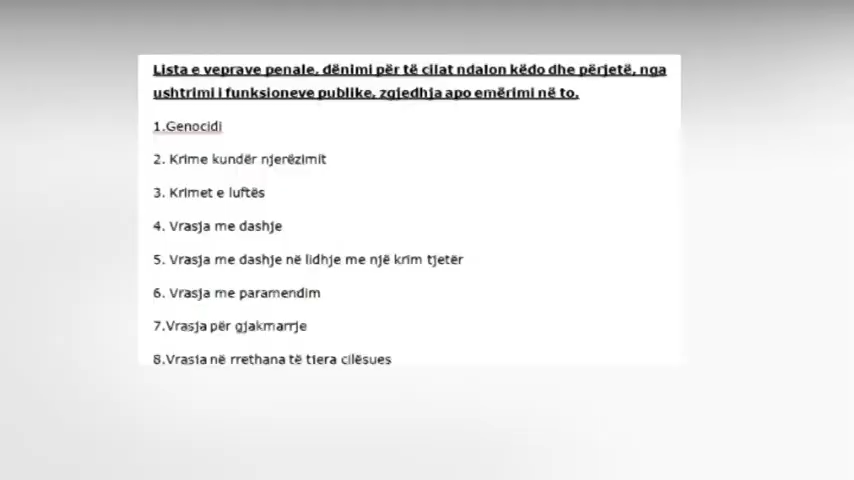 Lista e veprave penale, dënimi për të cilat ndalon këdo dhe përjetë, nga
ushtrimi i funksioneve publike, zgjedhja apo emërimi në to.
1.Genocidi
2. Krime kundër njerëzimit
3. Krimet e luftës
4. Vrasja me dashje
5. Vrasja me dashje në lidhje me një krim tjetër
6. Vrasja me paramendim
7.Vrasja për gjakmarrje
8.Vrasja në rrethana të tjera cilësues